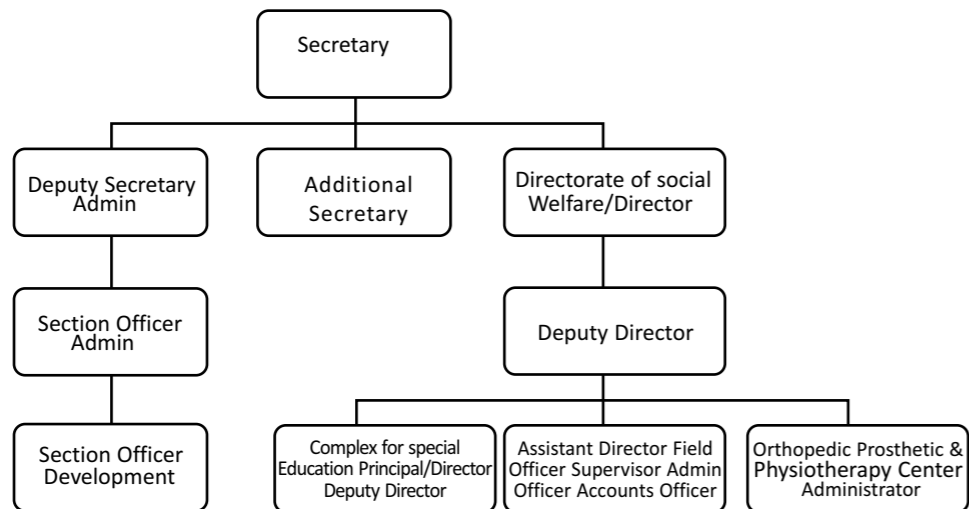 Secretary
Deputy Secretary
Admin
Additional
Secretary
Directorate of social
Welfare/Director
Section Officer
Admin
Deputy Director
Section Officer
Development
Complex for special
Education Principal/Director
Deputy Director
Assistant Director Field
Officer Supervisor Admin
Officer Accounts Officer
Orthopedic Prosthetic &
Physiotherapy Center
Administrator